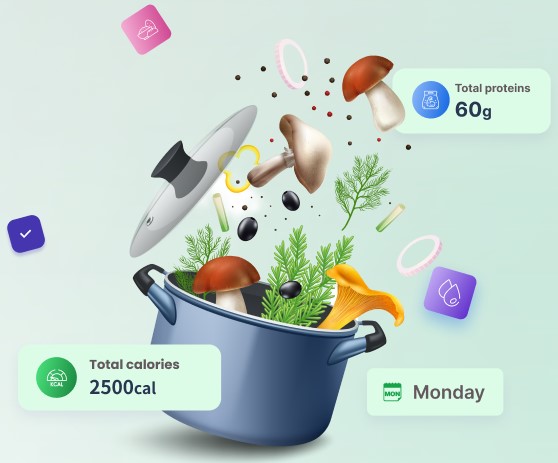 Total proteins
60g
Total calories
2500cal
KCAL
MON
Monday